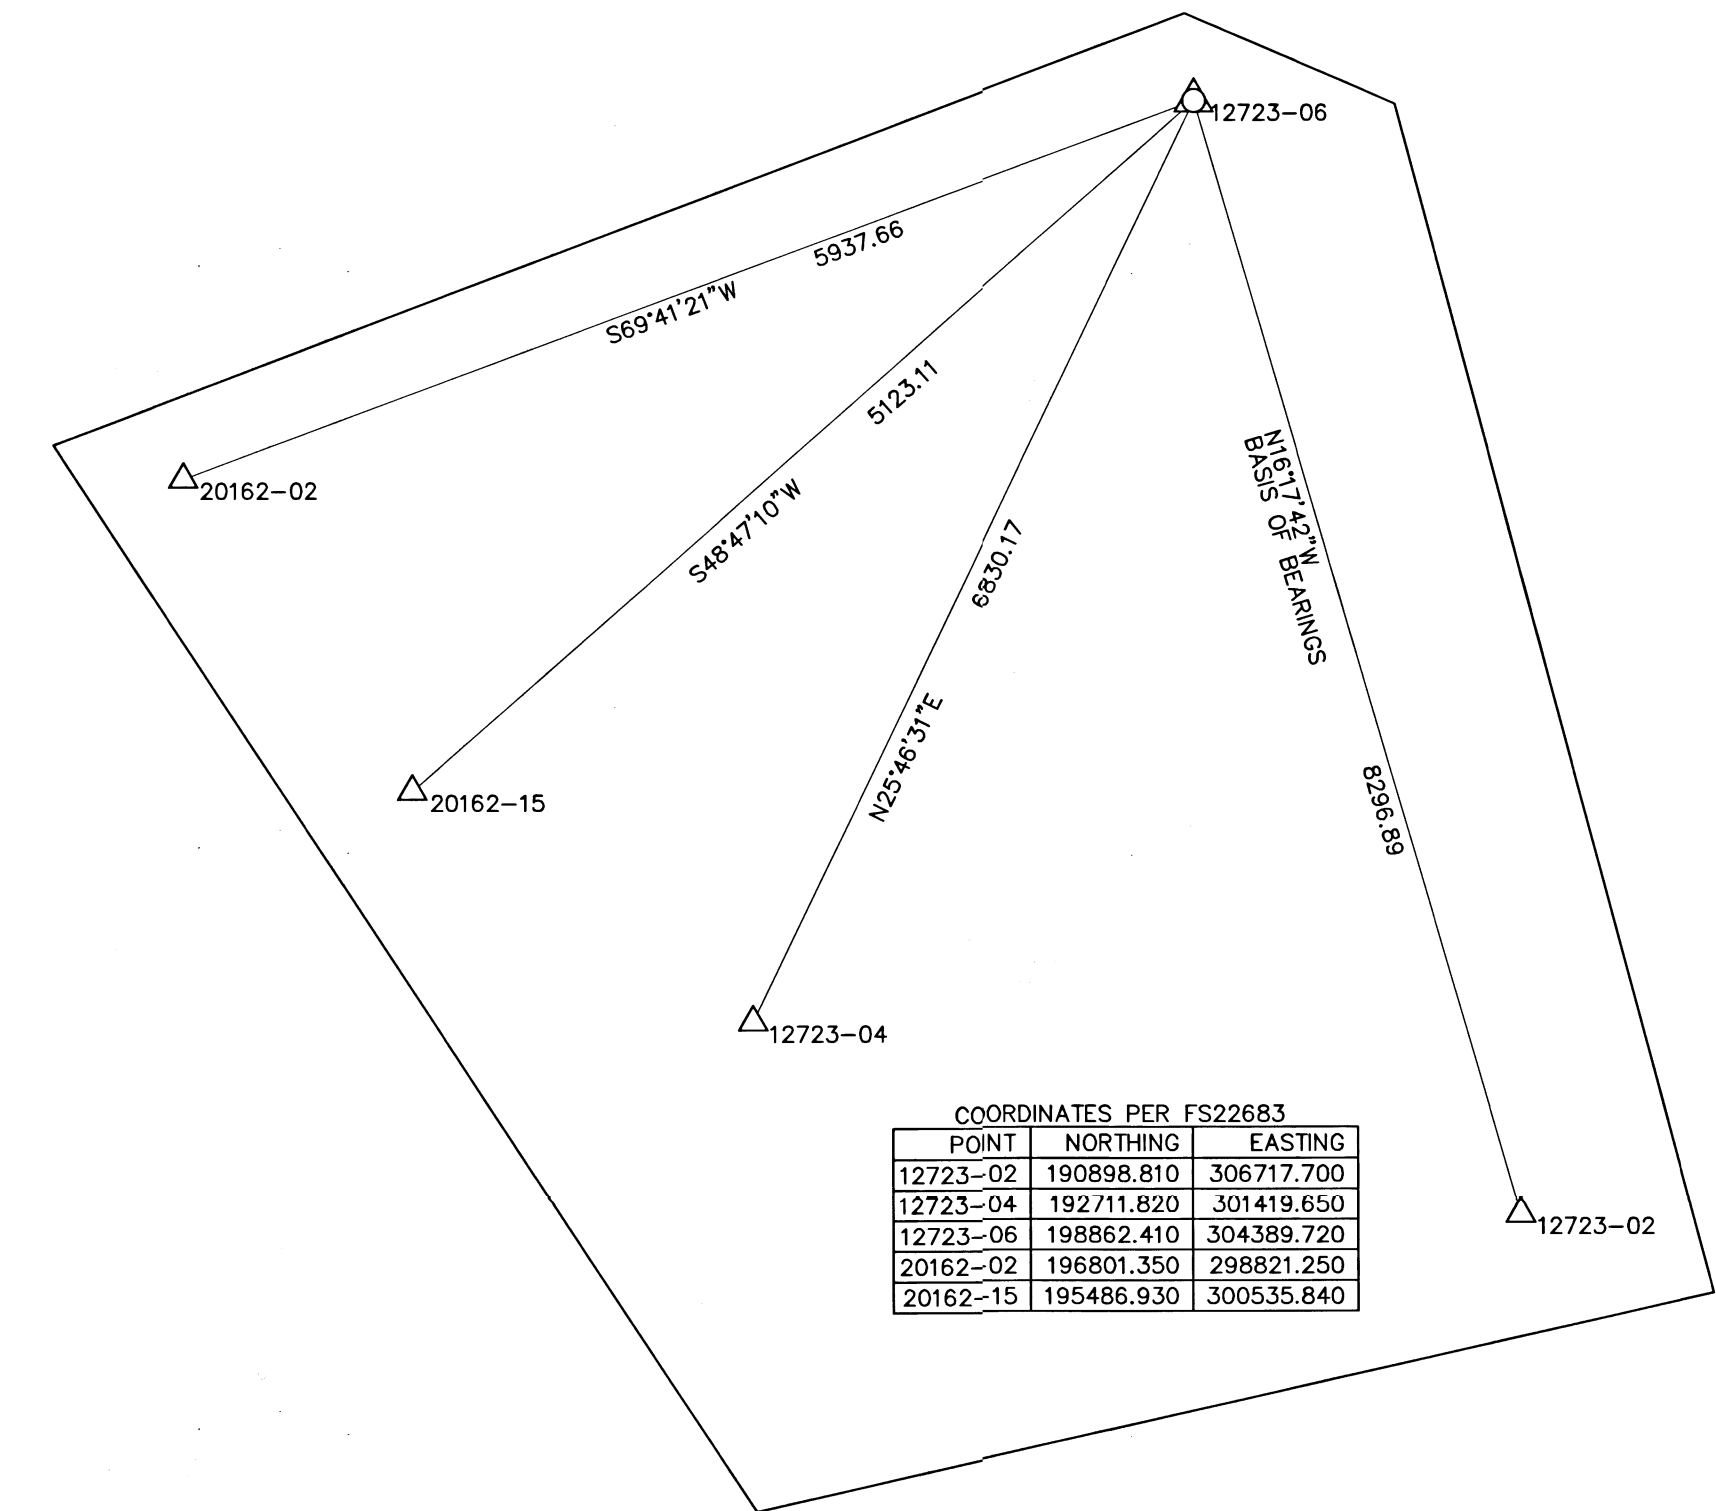 12723-06
5937.66
S69°41'21"W
5123.11
N16°17'42"W
BASIS OF BEARINGS
20162-02
S48°47'10"W
6830.17
N25°46'31"E
8296.89
20162-15
12723-04
COORDINATES PER FS22683
POINT NORTHING EASTING
12723-02 190898.810 306717.700
12723-04 192711.820 301419.650
12723-06 198862.410 304389.720
20162-02 196801.350 298821.250
20162-15 195486.930 300535.840
12723-02